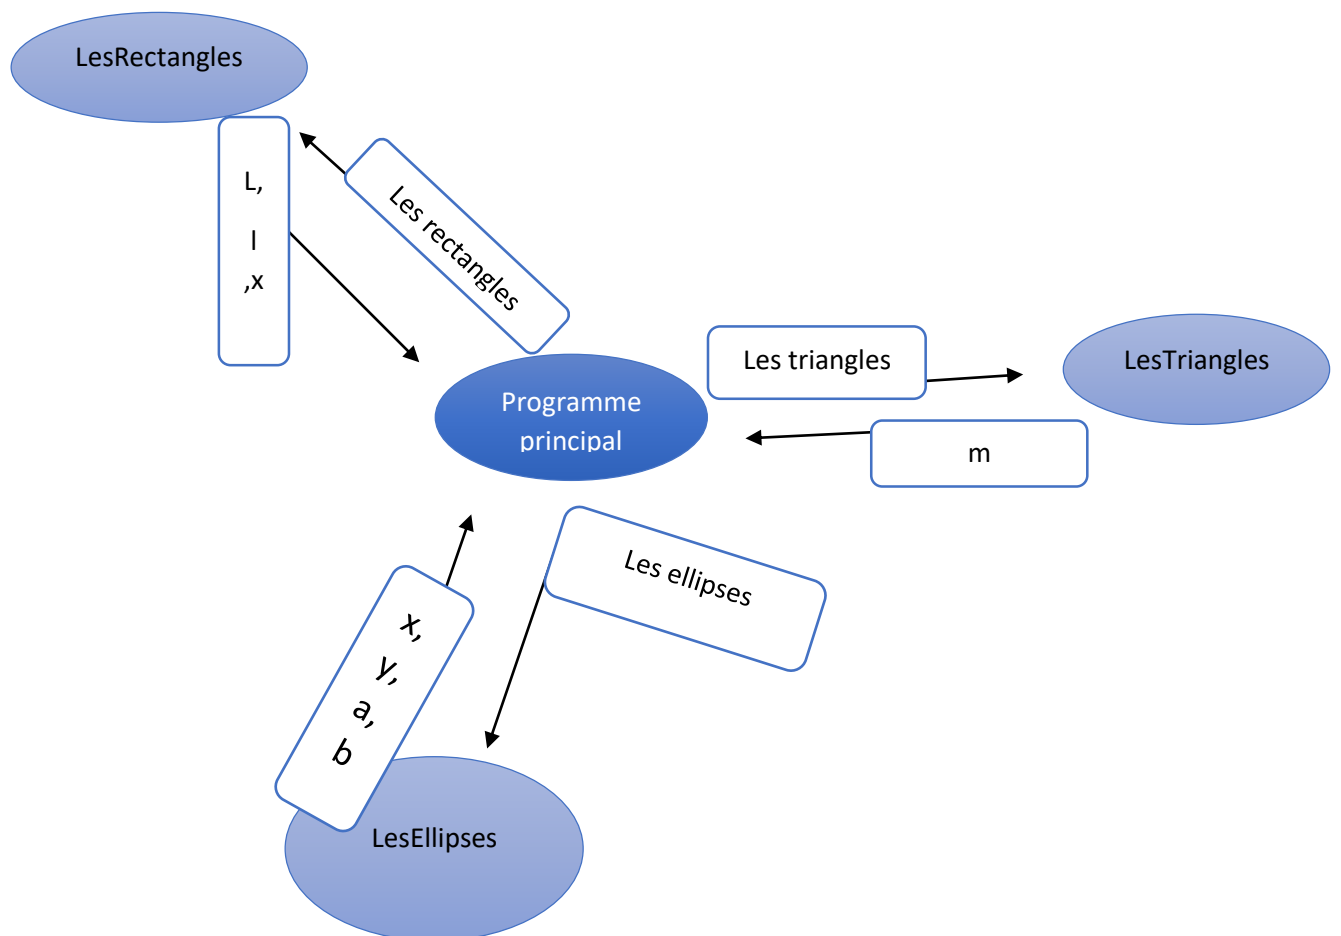 LesRectangles
L,
l
,x
Les rectangles
Programme
principal
Les triangles
LesTriangles
m
Les ellipses
x,
y,
a,
b
LesEllipses